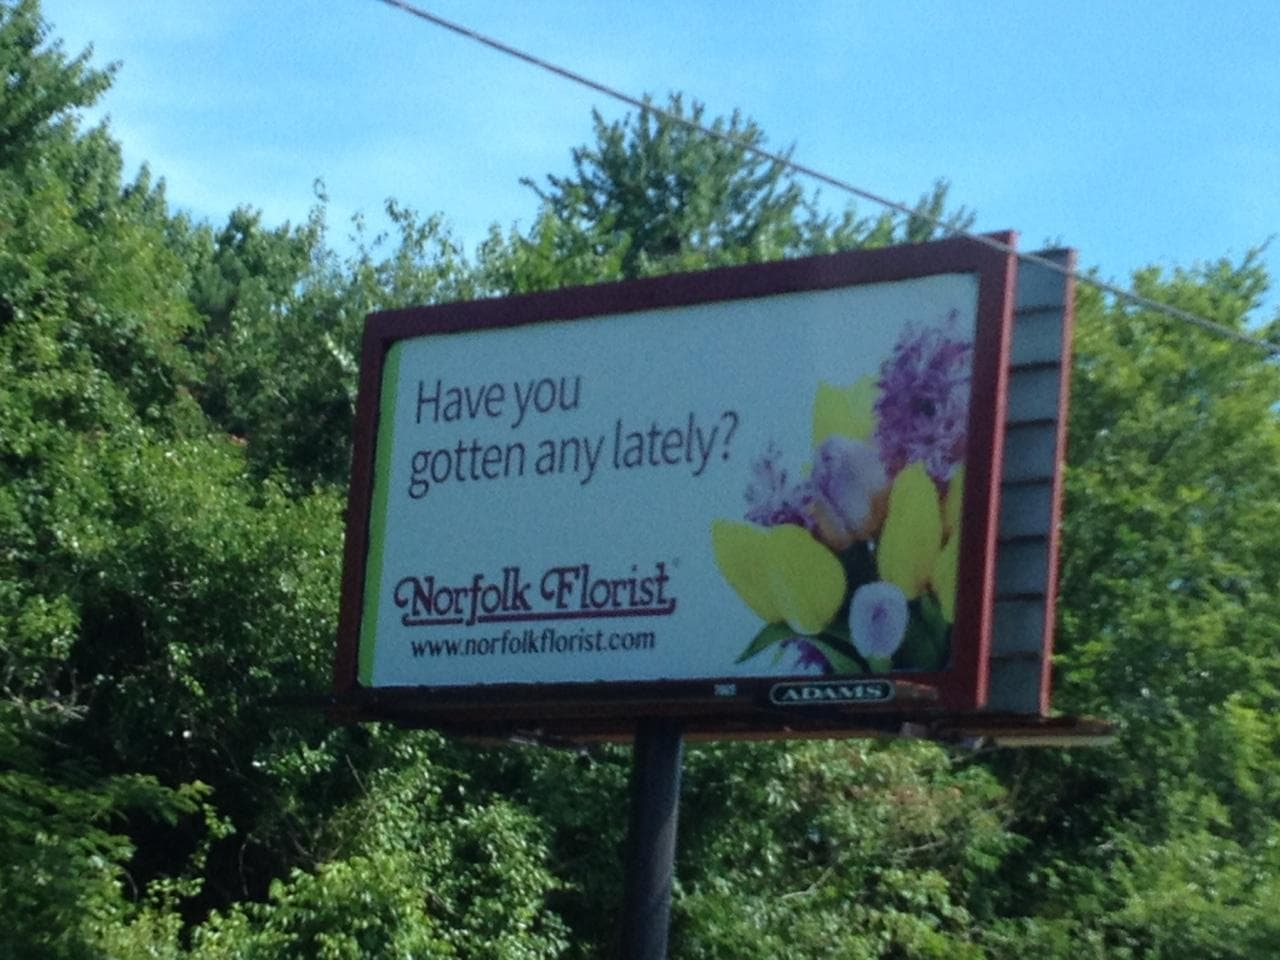 Have you
gotten any lately?
Norfolk Florist
www.norfolkflorist.com
ADAMS